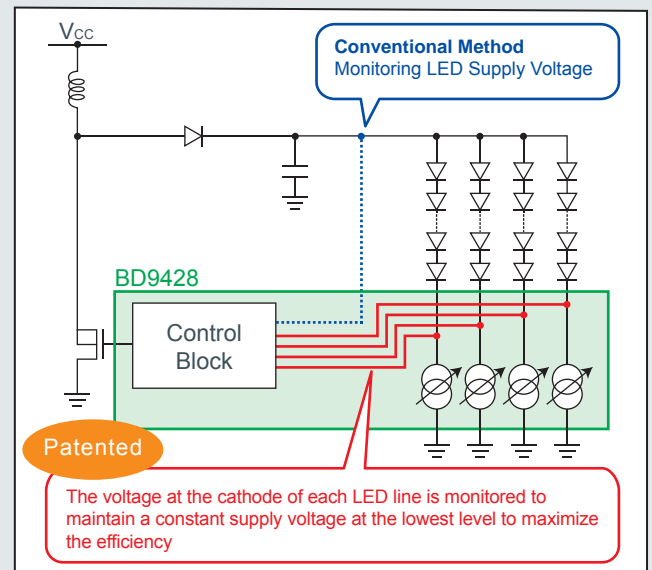 VCC
Conventional Method
Monitoring LED Supply Voltage
BD9428
Control
Block
Patented
The voltage at the cathode of each LED line is monitored to
maintain a constant supply voltage at the lowest level to maximize
the efficiency